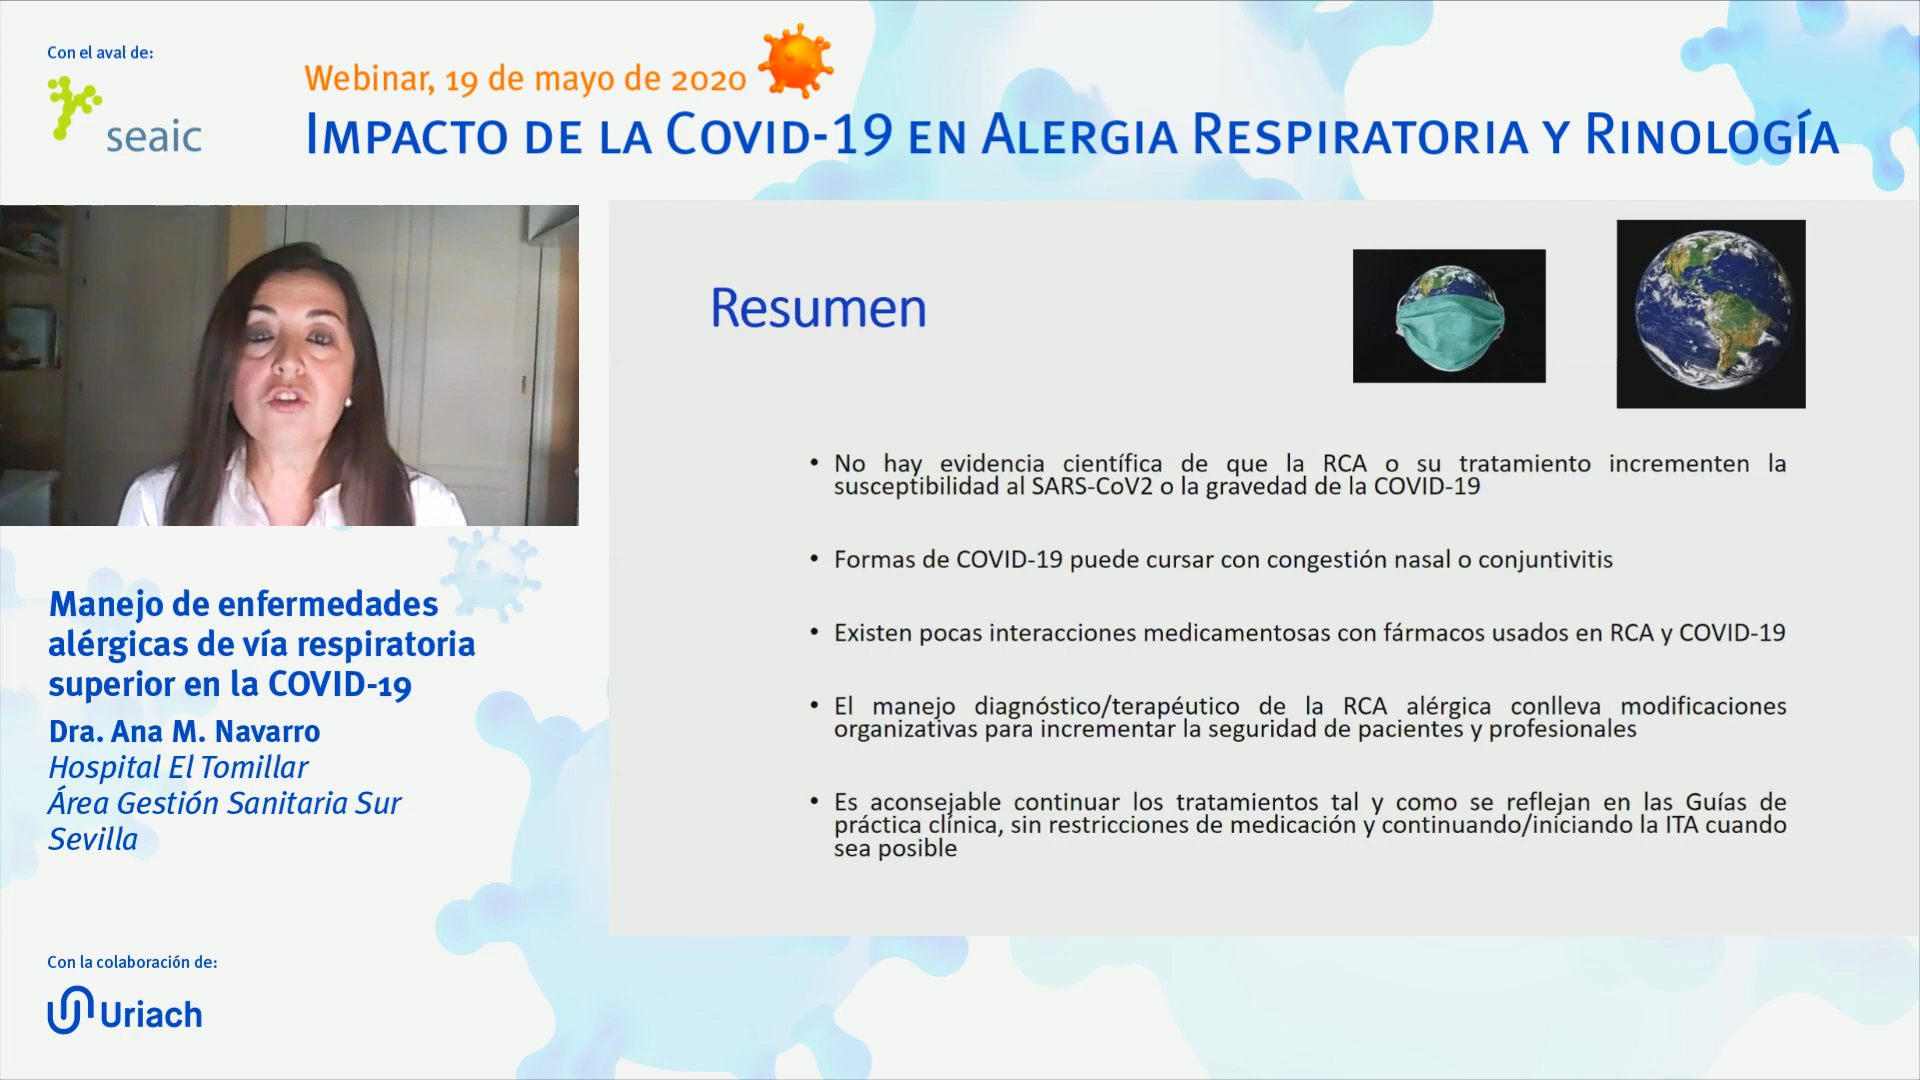 Con el aval de:
seaic
Webinar, 19 de mayo de 2020
IMPACTO DE LA COVID-19 EN ALERGIA RESPIRATORIA Y RINOLOGÍA
Resumen
• No hay evidencia científica de que la RCA o su tratamiento incrementen la
susceptibilidad al SARS-CoV2 o la gravedad de la COVID-19
• Formas de COVID-19 puede cursar con congestión nasal o conjuntivitis
• Existen pocas interacciones medicamentosas con fármacos usados en RCA y COVID-19
• El manejo diagnóstico/terapéutico de la RCA alérgica conlleva modificaciones
organizativas para incrementar la seguridad de pacientes y profesionales
• Es aconsejable continuar los tratamientos tal y como se reflejan en las Guías de
práctica clínica, sin restricciones de medicación y continuando/iniciando la ITA cuando
sea posible
Manejo de enfermedades
alérgicas de vía respiratoria
superior en la COVID-19
Dra. Ana M. Navarro
Hospital El Tomillar
Área Gestión Sanitaria Sur
Sevilla
Con la colaboración de:
Uriach